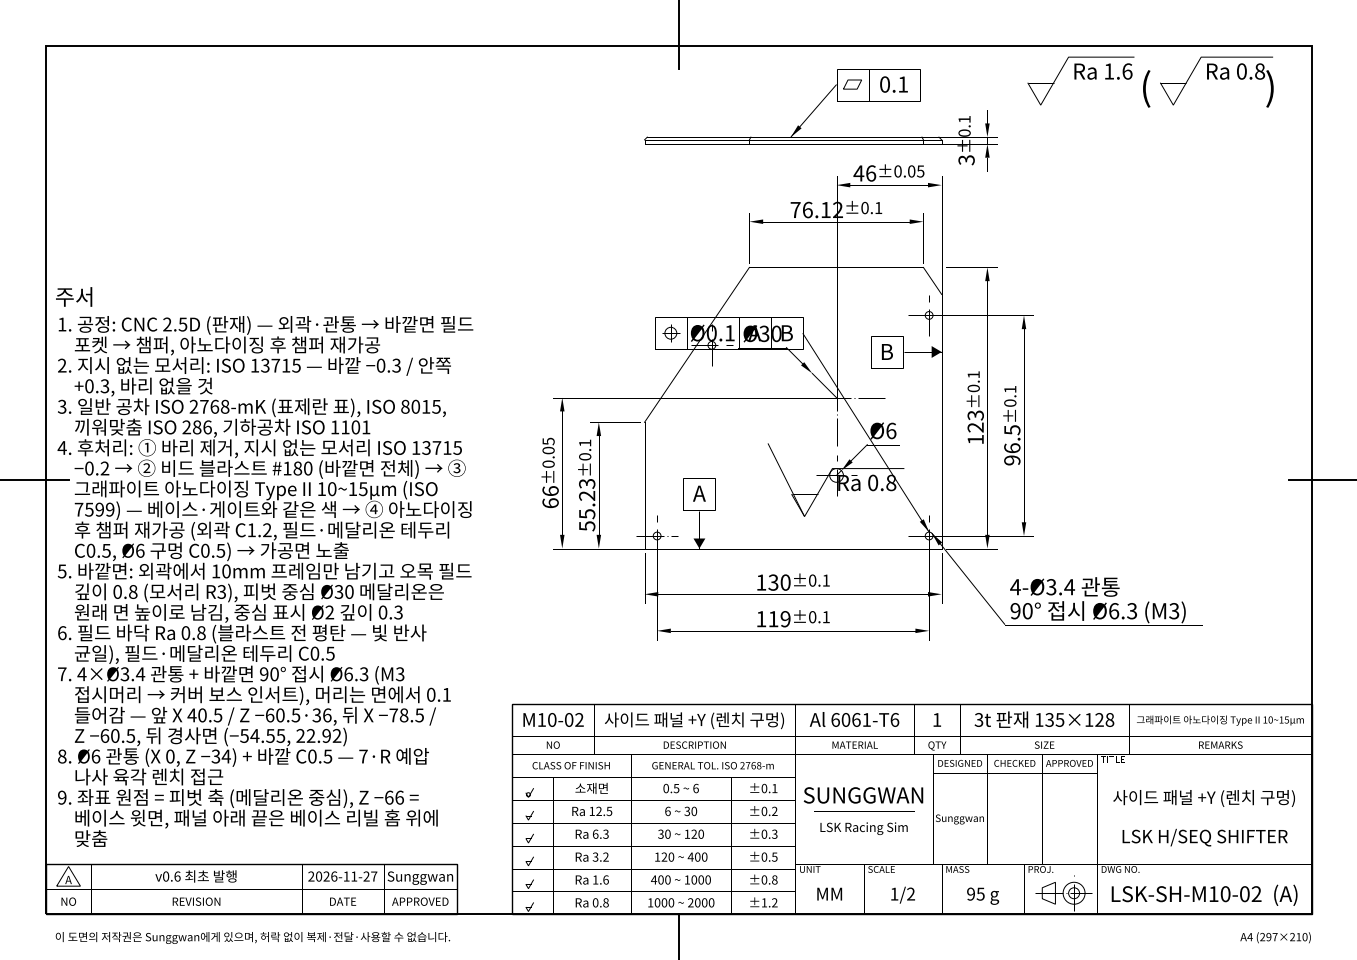 0.1
Ra 1.6 ( Ra 0.8 )
3±0.1
46±0.05
76.12±0.1
Ø0.1 A B
Ø30
B
Ø6
Ra 0.8
A
66±0.05
55.23±0.1
123±0.1
96.5±0.1
130±0.1
119±0.1
4-Ø3.4 관통
90° 접시 Ø6.3 (M3)
주서
1. 공정: CNC 2.5D (판재) — 외곽·관통 → 바깥면 필드
포켓 → 챔퍼, 아노다이징 후 챔퍼 재가공
2. 지시 없는 모서리: ISO 13715 — 바깥 −0.3 / 안쪽
+0.3, 바리 없을 것
3. 일반 공차 ISO 2768-mK (표제란 표), ISO 8015,
끼워맞춤 ISO 286, 기하공차 ISO 1101
4. 후처리: ① 바리 제거, 지시 없는 모서리 ISO 13715
−0.2 → ② 비드 블라스트 #180 (바깥면 전체) → ③
그래파이트 아노다이징 Type II 10~15µm (ISO
7599) — 베이스·게이트와 같은 색 → ④ 아노다이징
후 챔퍼 재가공 (외곽 C1.2, 필드·메달리온 테두리
C0.5, Ø6 구멍 C0.5) → 가공면 노출
5. 바깥면: 외곽에서 10mm 프레임만 남기고 오목 필드
깊이 0.8 (모서리 R3), 피벗 중심 Ø30 메달리온은
원래 면 높이로 남김, 중심 표시 Ø2 깊이 0.3
6. 필드 바닥 Ra 0.8 (블라스트 전 평탄 — 빛 반사
균일), 필드·메달리온 테두리 C0.5
7. 4×Ø3.4 관통 + 바깥면 90° 접시 Ø6.3 (M3
접시머리 → 커버 보스 인서트), 머리는 면에서 0.1
들어감 — 앞 X 40.5 / Z −60.5·36, 뒤 X −78.5 /
Z −60.5, 뒤 경사면 (−54.55, 22.92)
8. Ø6 관통 (X 0, Z −34) + 바깥 C0.5 — 7·R 예압
나사 육각 렌치 접근
9. 좌표 원점 = 피벗 축 (메달리온 중심), Z −66 =
베이스 윗면, 패널 아래 끝은 베이스 리빌 홈 위에
맞춤
A v0.6 최초 발행 2026-11-27 Sunggwan
NO REVISION DATE APPROVED
M10-02 사이드 패널 +Y (렌치 구멍) Al 6061-T6 1 3t 판재 135×128 그래파이트 아노다이징 Type II 10~15µm
NO DESCRIPTION MATERIAL QTY SIZE REMARKS
CLASS OF FINISH GENERAL TOL. ISO 2768-m
소재면 0.5 ~ 6 ±0.1
Ra 12.5 6 ~ 30 ±0.2
Ra 6.3 30 ~ 120 ±0.3
Ra 3.2 120 ~ 400 ±0.5
Ra 1.6 400 ~ 1000 ±0.8
Ra 0.8 1000 ~ 2000 ±1.2
SUNGGWAN
LSK Racing Sim
DESIGNED CHECKED APPROVED
Sunggwan
TITLE
사이드 패널 +Y (렌치 구멍)
LSK H/SEQ SHIFTER
UNIT SCALE MASS PROJ. DWG NO.
MM 1/2 95 g LSK-SH-M10-02 (A)
이 도면의 저작권은 Sunggwan에게 있으며, 허락 없이 복제·전달·사용할 수 없습니다.
A4 (297×210)